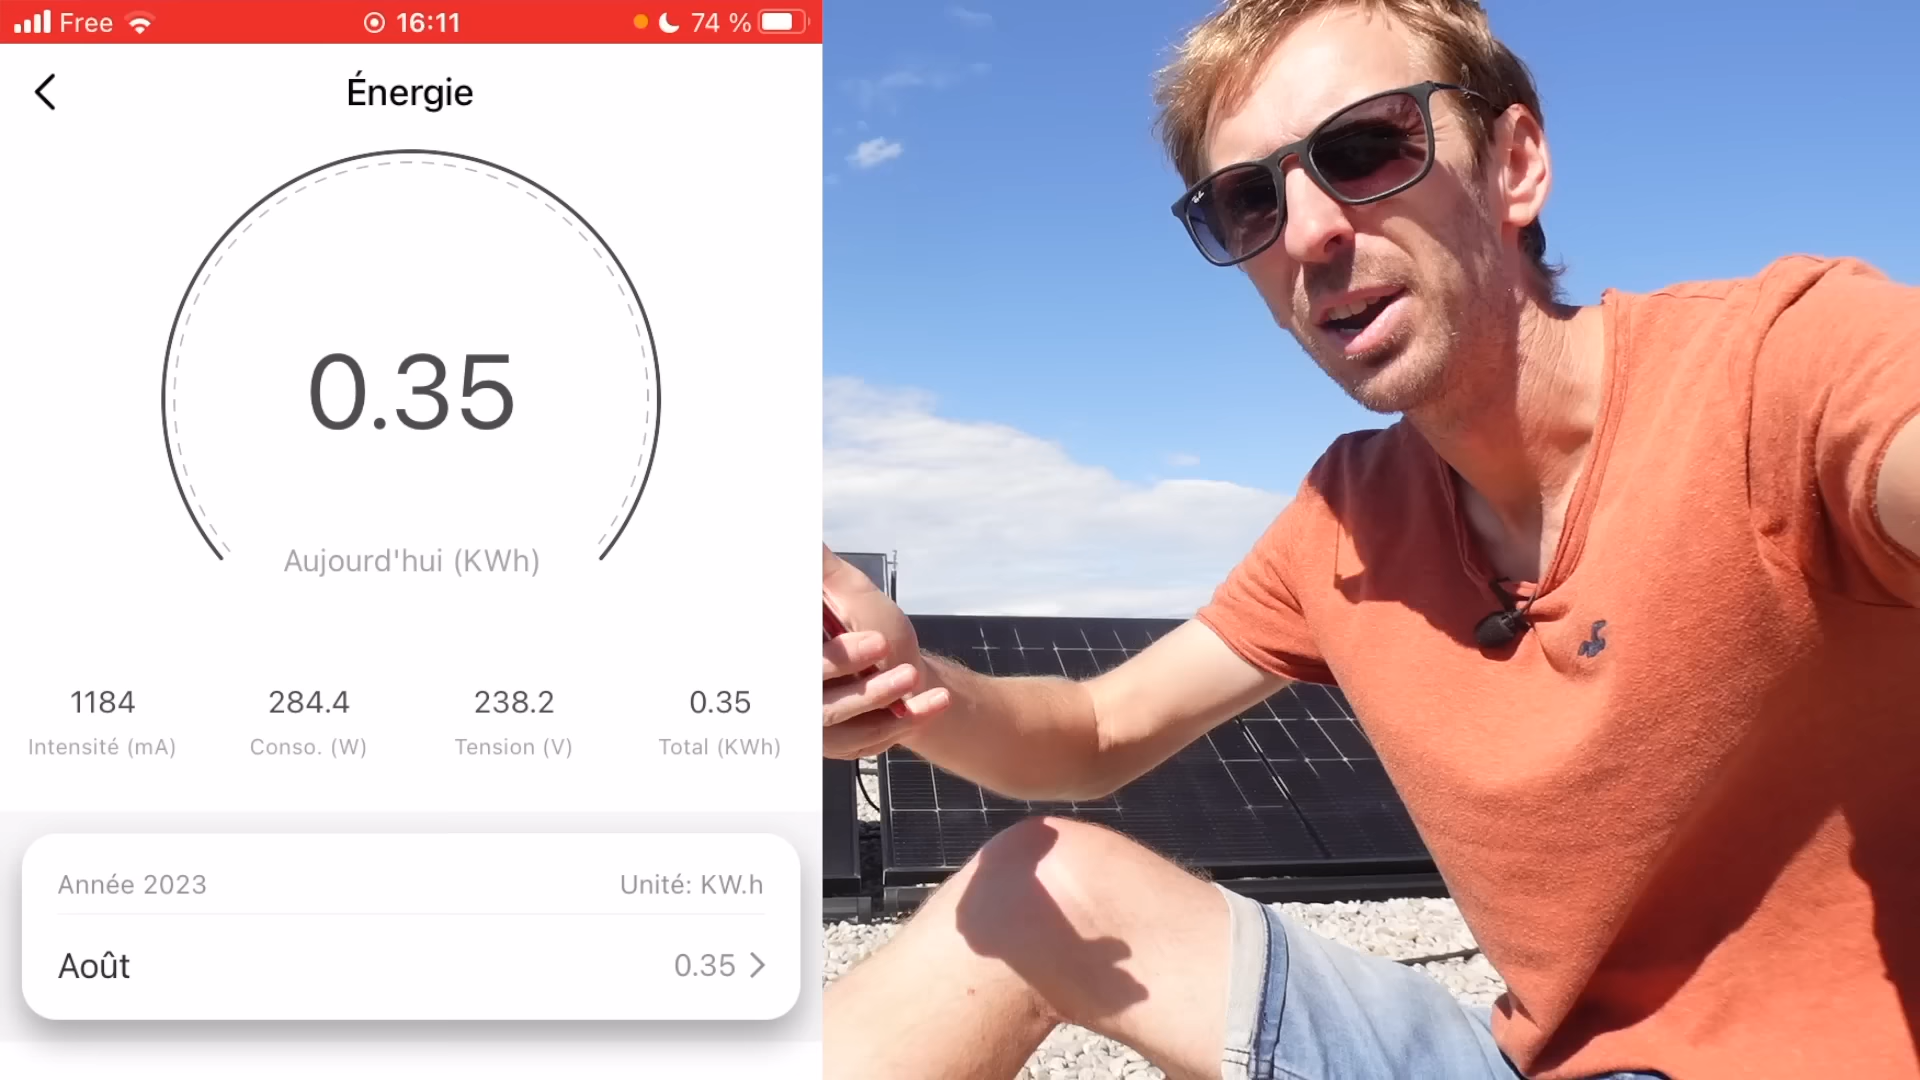 Free 16:11 74 %
Énergie
0.35
Aujourd'hui (KWh)
1184 284.4 238.2 0.35
Intensité (mA) Conso. (W) Tension (V) Total (KWh)
Année 2023 Unité: KW.h
Août 0.35